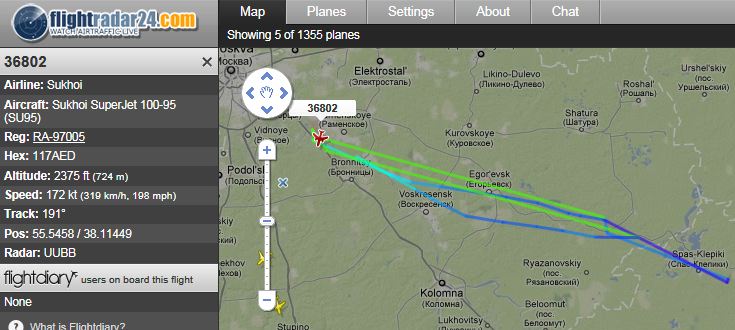 flightradar24.com
WATCH AIRTRAFFIC LIVE
Map
Planes
Settings
About
Chat
Showing 5 of 1355 planes
36802
Airline: Sukhoi
Aircraft: Sukhoi SuperJet 100-95
(SU95)
Reg: RA-97005
Hex: 117AED
Altitude: 2375 ft (724 m)
Speed: 172 kt (319 km/h, 198 mph)
Track: 191°
Pos: 55.5458 / 38.11449
Radar: UUBB
flightdiary users on board this flight
None
What is Flightdiary?
(Москва)
Elektrostal'
(Электросталь)
Likino-Dulevo
(Ликино-Дулево)
Urshel'skiy
(пос.
Уршельский)
Roshal'
(Рошаль)
Shatura
(Шатура)
36802
Vidnoye
(Видное)
(Раменское)
Kurovskoye
(Куровское)
Podol'sk
(Подольск)
Bronnitsy
(Бронницы)
Egor'evsk
(Егорьевск)
Voskresensk
(Воскресенск)
Spas-Klepiki
(Спас-Клепики)
Ryazanovskiy
(пос.
Рязановский)
Kolomna
(Коломна)
Beloomut
(пос.
Белоомут)
Lukhovitsy
Stupino